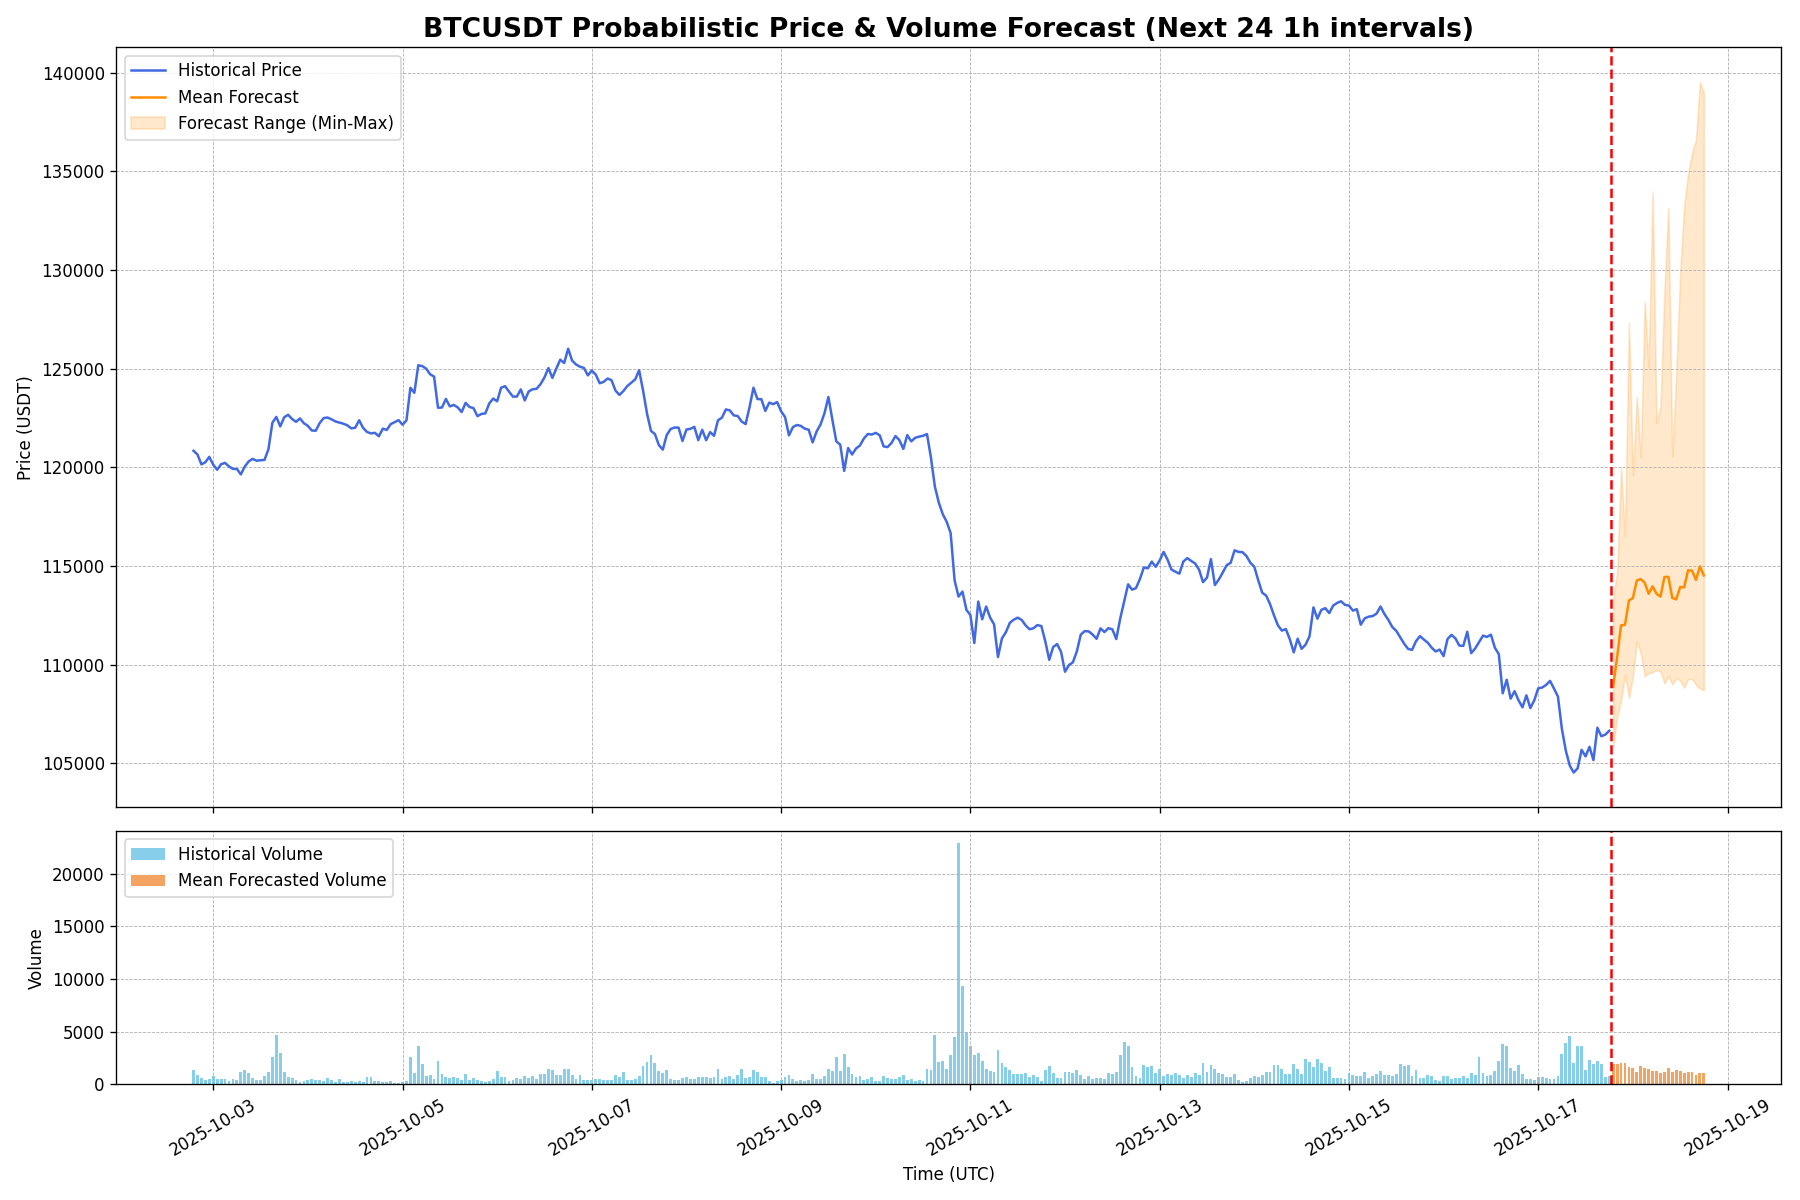 BTCUSDT Probabilistic Price & Volume Forecast (Next 24 1h intervals)
Historical Price
Mean Forecast
Forecast Range (Min-Max)
140000
135000
130000
125000
120000
115000
110000
105000
Price (USDT)
Historical Volume
Mean Forecasted Volume
20000
15000
10000
5000
0
Volume
2025-10-03
2025-10-05
2025-10-07
2025-10-09
2025-10-11
2025-10-13
2025-10-15
2025-10-17
2025-10-19
Time (UTC)